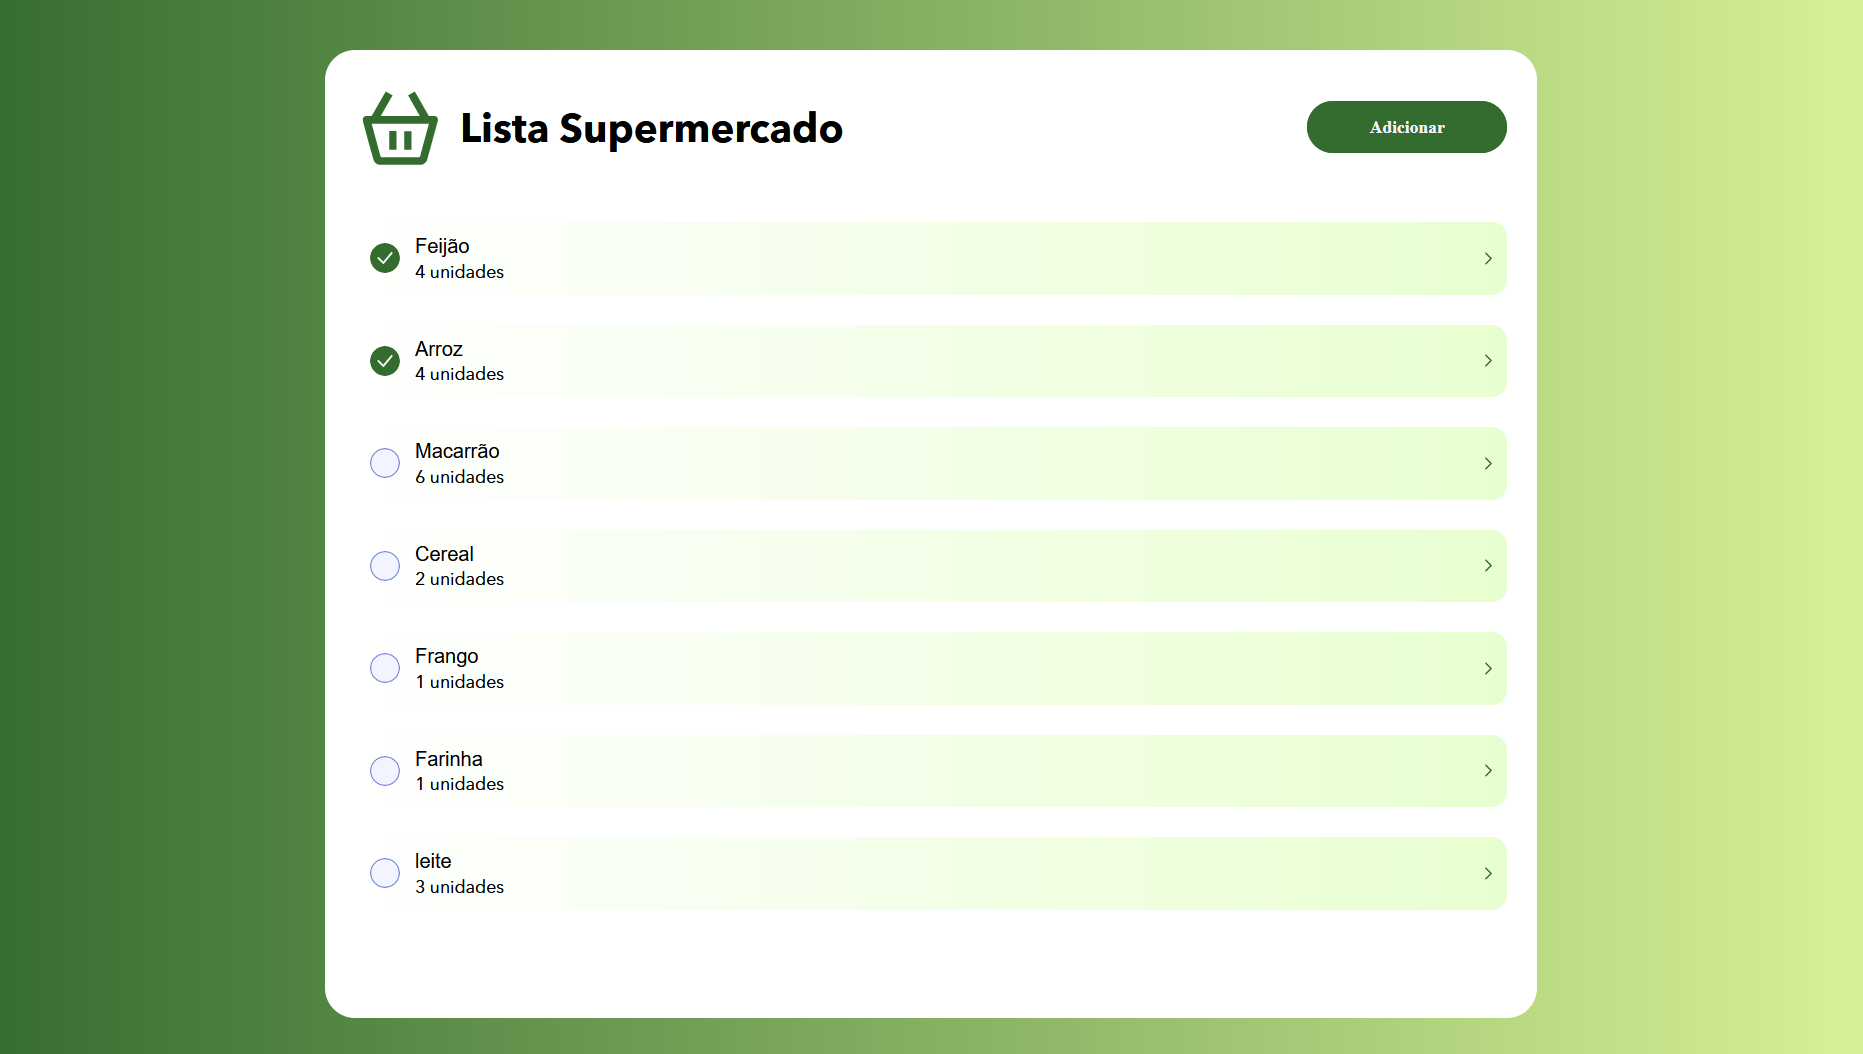 Lista Supermercado
Adicionar
Feijão
4 unidades
Arroz
4 unidades
Macarrão
6 unidades
Cereal
2 unidades
Frango
1 unidades
Farinha
1 unidades
leite
3 unidades